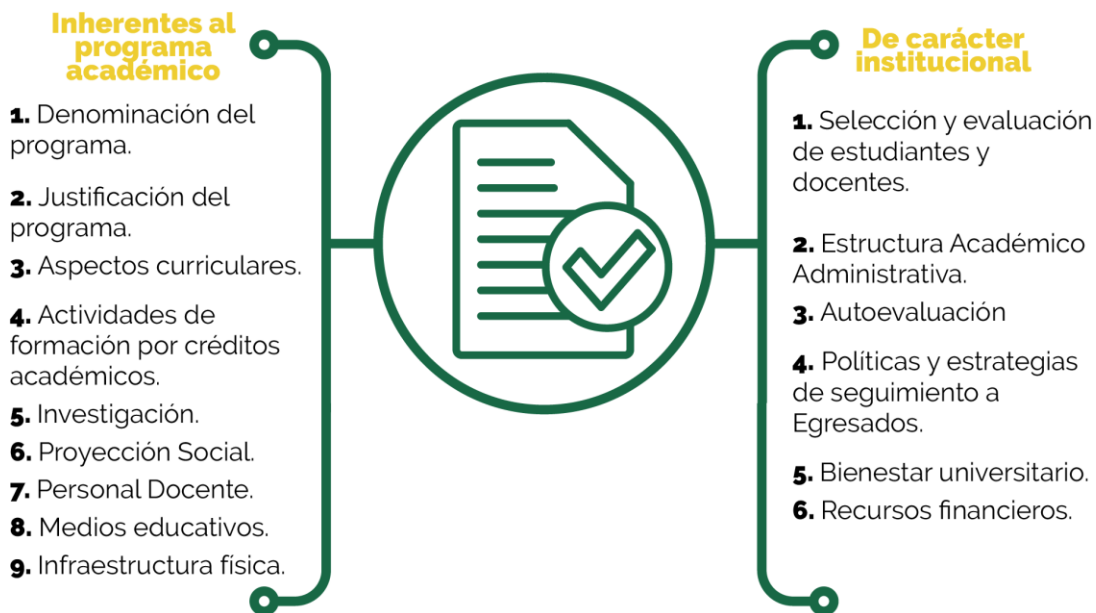 Inherentes al
programa
académico
1. Denominación del
programa.
2. Justificación del
programa.
3. Aspectos curriculares.
4. Actividades de
formación por créditos
académicos.
5. Investigación.
6. Proyección Social.
7. Personal Docente.
8. Medios educativos.
9. Infraestructura física.
De carácter
institucional
1. Selección y evaluación
de estudiantes y
docentes.
2. Estructura Académico
Administrativa.
3. Autoevaluación
4. Políticas y estrategias
de seguimiento a
Egresados.
5. Bienestar universitario.
6. Recursos financieros.